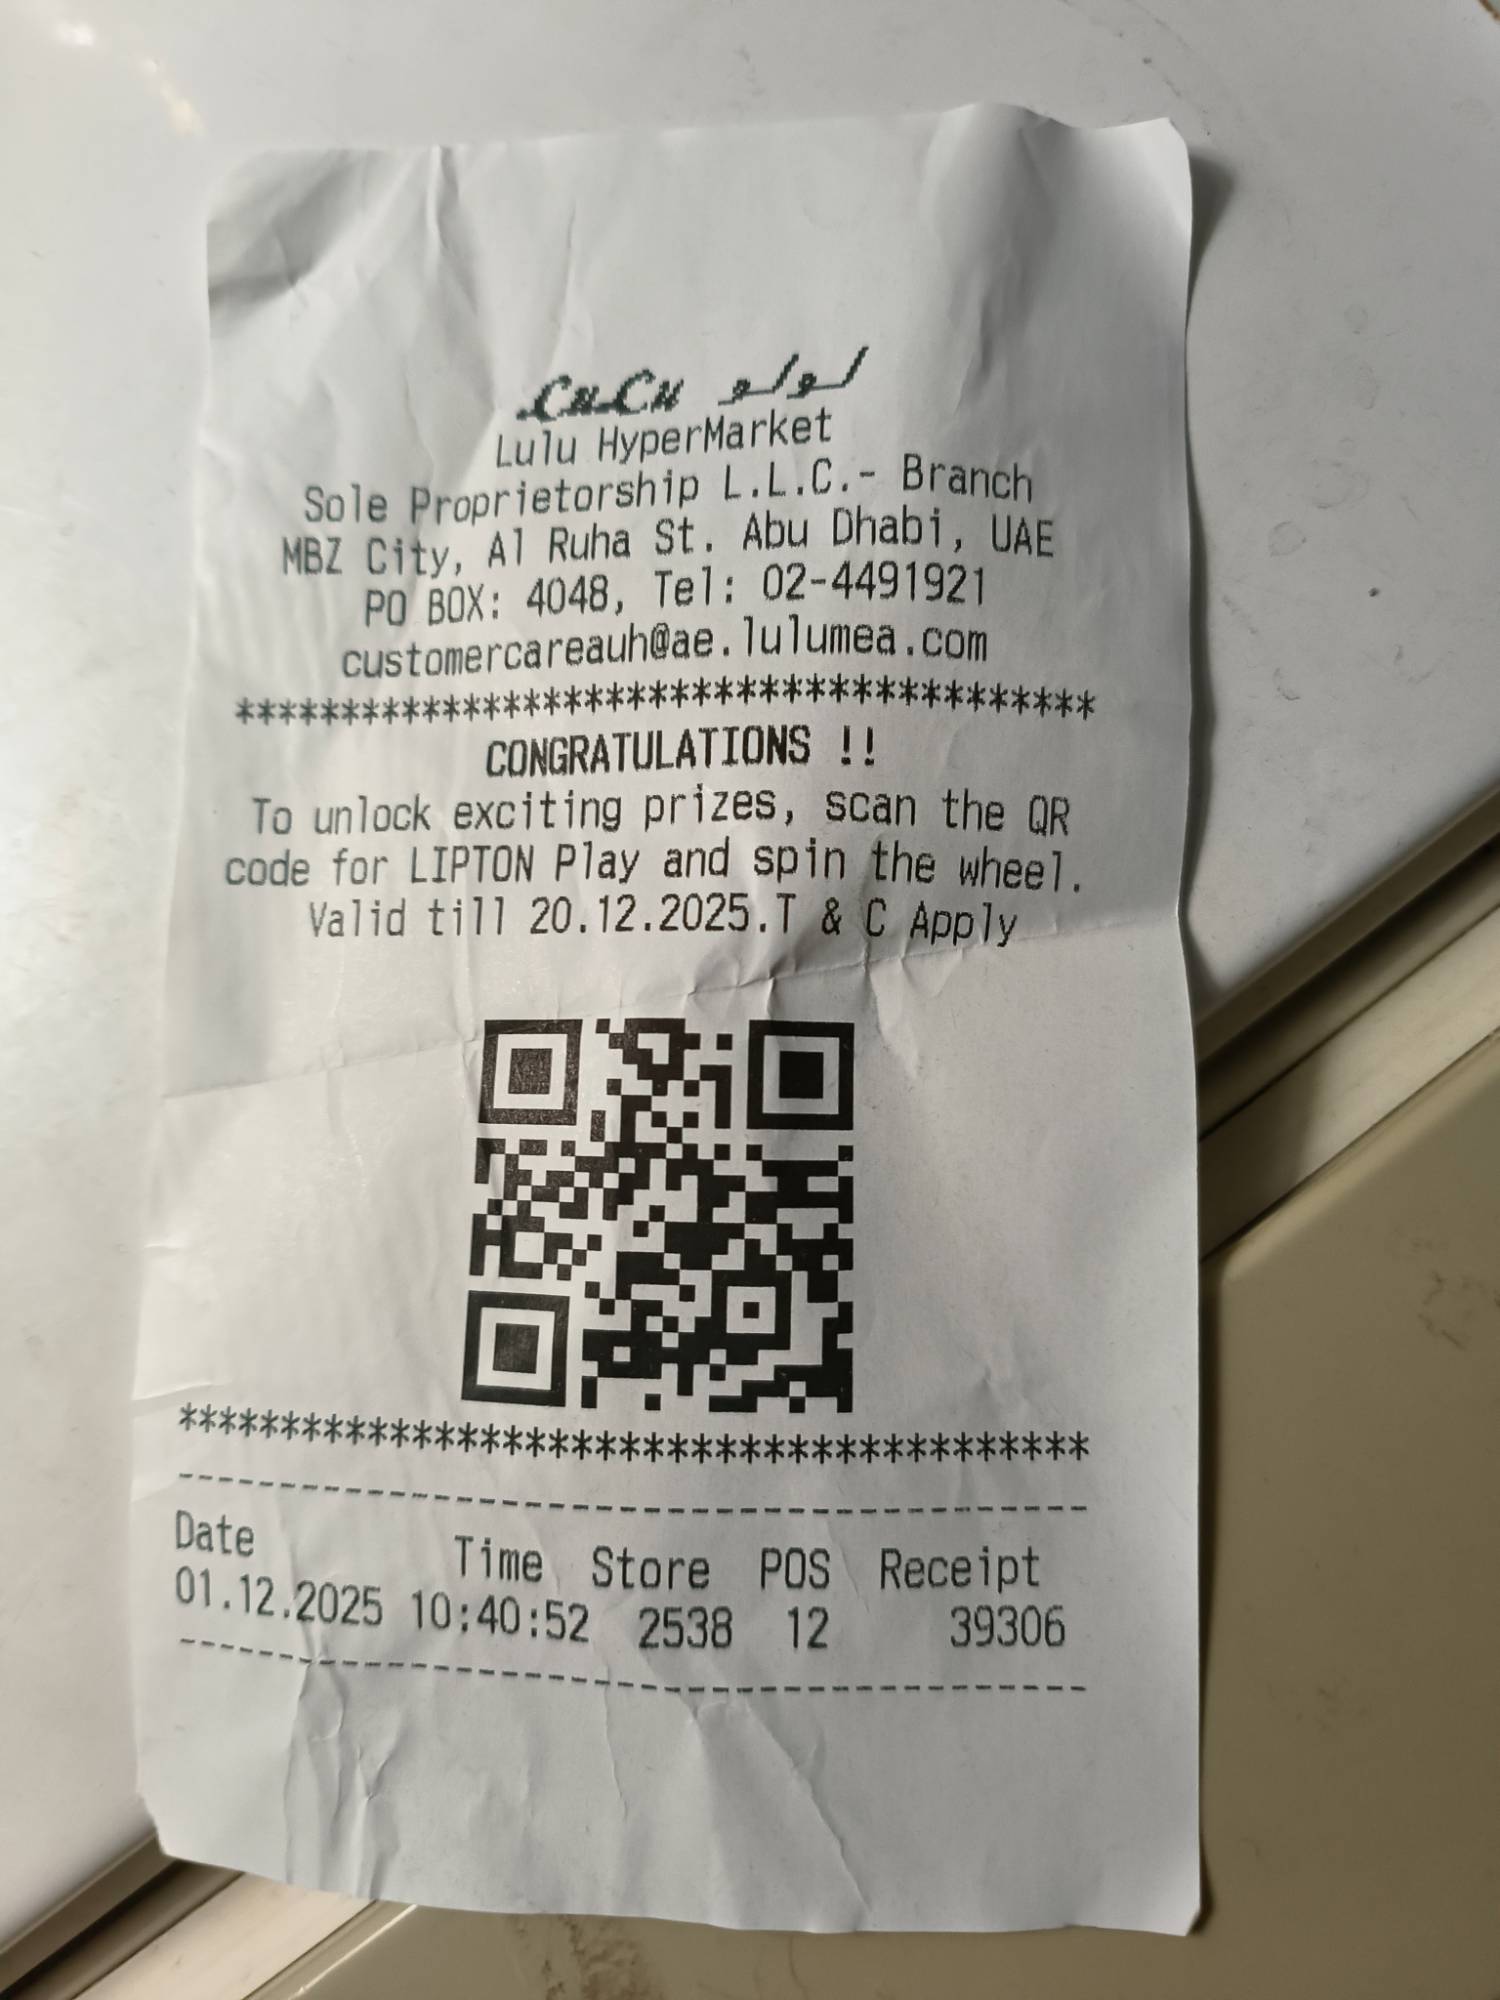 LuLu لولو
Lulu HyperMarket
Sole Proprietorship L.L.C.- Branch
MBZ City, Al Ruha St. Abu Dhabi, UAE
PO BOX: 4048, Tel: 02-4491921
customercareauh@ae.lulumea.com
******************************************
CONGRATULATIONS !!
To unlock exciting prizes, scan the QR
code for LIPTON Play and spin the wheel.
Valid till 20.12.2025.T & C Apply
******************************************
------------------------------------------
Date Time Store POS Receipt
01.12.2025 10:40:52 2538 12 39306
------------------------------------------